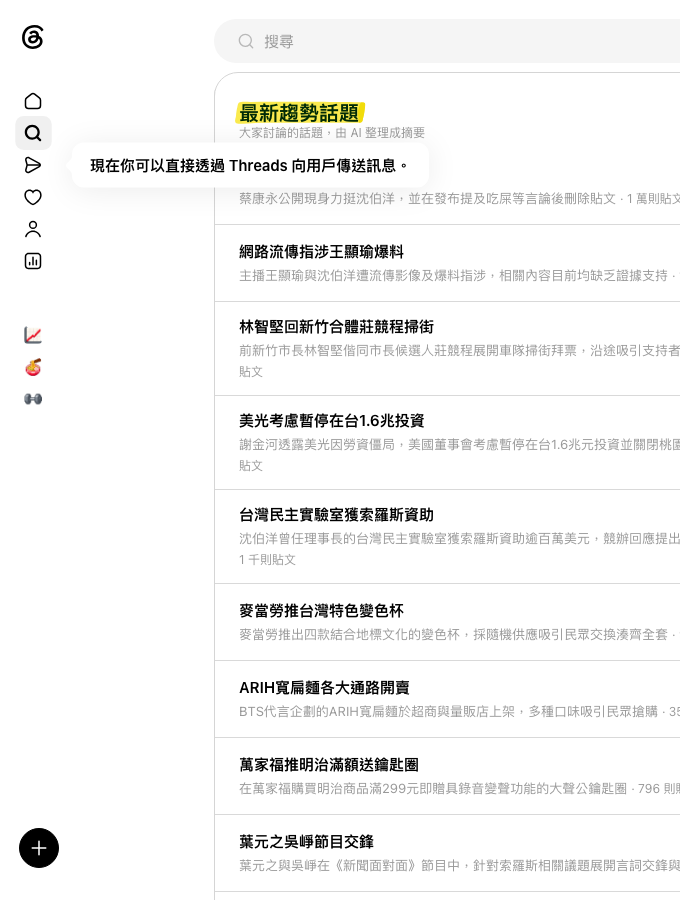 搜尋
最新趨勢話題
大家討論的話題，由 AI 整理成摘要
現在你可以直接透過 Threads 向用戶傳送訊息。
蔡康永公開現身力挺沈伯洋，並在發布提及吃屎等言論後刪除貼文 · 1 萬則貼文
網路流傳指涉王顯瑜爆料
主播王顯瑜與沈伯洋遭流傳影像及爆料指涉，相關內容目前均缺乏證據支持 ·
林智堅回新竹合體莊競程掃街
前新竹市長林智堅偕同市長候選人莊競程展開車隊掃街拜票，沿途吸引支持者
貼文
美光考慮暫停在台1.6兆投資
謝金河透露美光因勞資僵局，美國董事會考慮暫停在台1.6兆元投資並關閉桃園
貼文
台灣民主實驗室獲索羅斯資助
沈伯洋曾任理事長的台灣民主實驗室獲索羅斯資助逾百萬美元，競辦回應提出
1 千則貼文
麥當勞推台灣特色變色杯
麥當勞推出四款結合地標文化的變色杯，採隨機供應吸引民眾交換湊齊全套 ·
ARIH寬扁麵各大通路開賣
BTS代言企劃的ARIH寬扁麵於超商與量販店上架，多種口味吸引民眾搶購 · 35
萬家福推明治滿額送鑰匙圈
在萬家福購買明治商品滿299元即贈具錄音變聲功能的大聲公鑰匙圈 · 796 則貼
葉元之吳崢節目交鋒
葉元之與吳崢在《新聞面對面》節目中，針對索羅斯相關議題展開言詞交鋒與